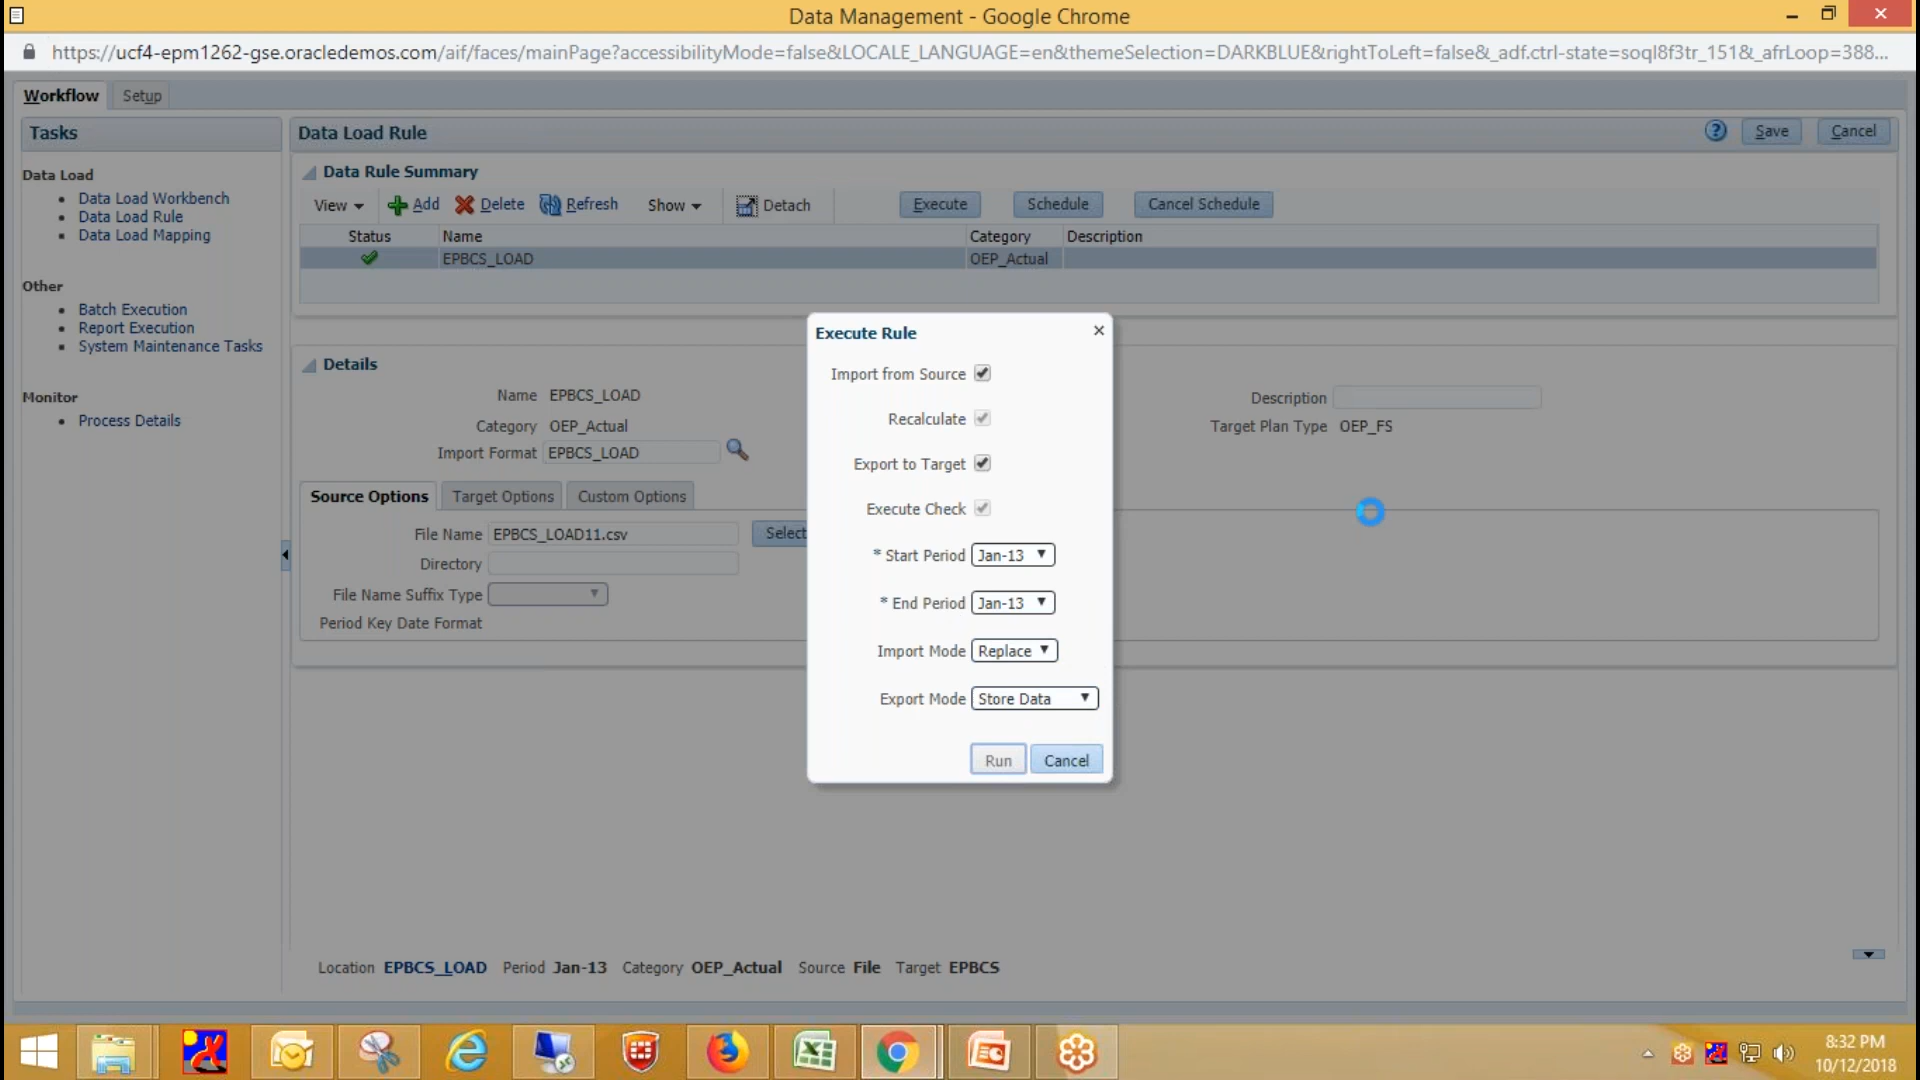 Data Management - Google Chrome
https://ucf4-epm1262-gse.oracledemos.com/aif/faces/mainPage?accessibilityMode=false&LOCALE_LANGUAGE=en&themeSelection=DARKBLUE&rightToLeft=false&_adf.ctrl-state=soql8f3tr_151&_afrLoop=388...
Workflow Setup
Tasks
Data Load
Data Load Workbench
Data Load Rule
Data Load Mapping
Other
Batch Execution
Report Execution
System Maintenance Tasks
Monitor
Process Details
Data Load Rule ? Save Cancel
Data Rule Summary
View Add Delete Refresh Show Detach Execute Schedule Cancel Schedule
Status Name Category Description
EPBCS_LOAD OEP_Actual
Details
Name EPBCS_LOAD Description
Category OEP_Actual Target Plan Type OEP_FS
Import Format EPBCS_LOAD
Source Options Target Options Custom Options
File Name EPBCS_LOAD11.csv Select
Directory
File Name Suffix Type
Period Key Date Format
Execute Rule ×
Import from Source
Recalculate
Export to Target
Execute Check
* Start Period Jan-13
* End Period Jan-13
Import Mode Replace
Export Mode Store Data
Run Cancel
Location EPBCS_LOAD Period Jan-13 Category OEP_Actual Source File Target EPBCS
8:32 PM
10/12/2018